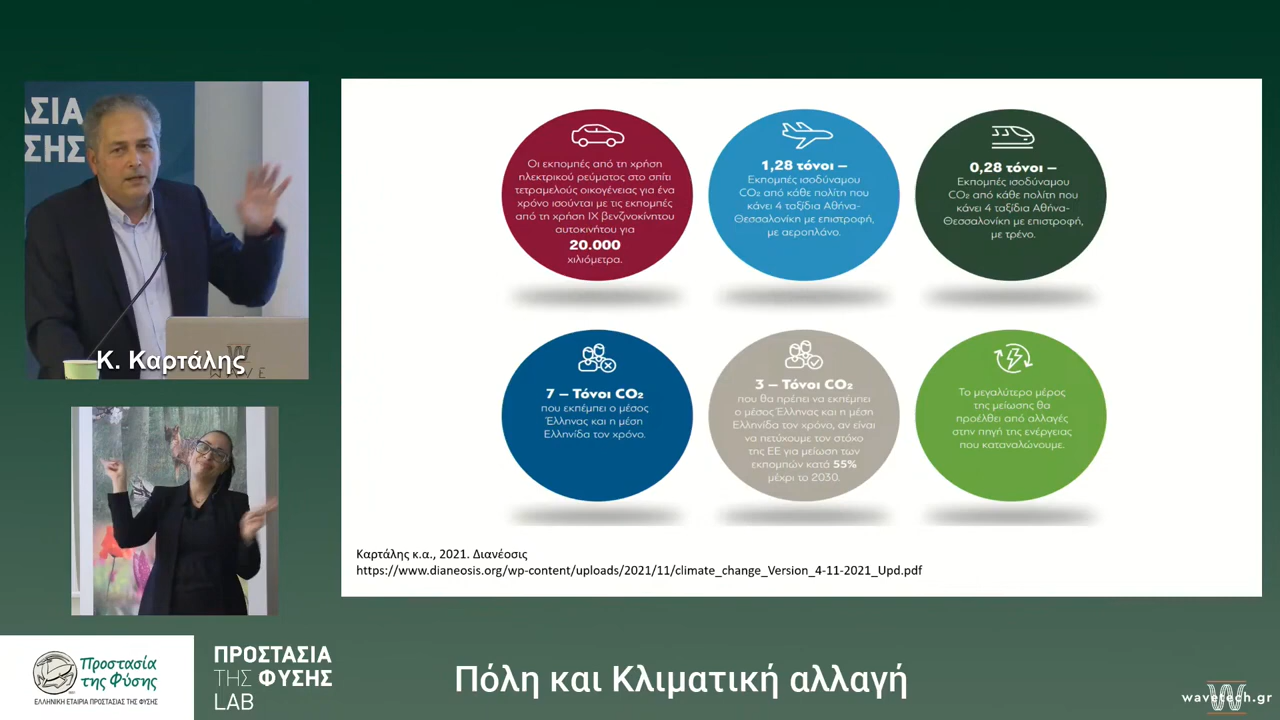 ΑΣΙΑ
ΥΣΗΣ
WAVE
Κ. Καρτάλης
Οι εκπομπές από τη χρήση
ηλεκτρικού ρεύματος στο σπίτι
τετραμελούς οικογένειας για ένα
χρόνο ισούνται με τις εκπομπές
από τη χρήση ΙΧ βενζινοκίνητου
αυτοκινήτου για
20.000
χιλιόμετρα.
1,28 τόνοι –
Εκπομπές ισοδύναμου
CO₂ από κάθε πολίτη που
κάνει 4 ταξίδια Αθήνα-
Θεσσαλονίκη με επιστροφή,
με αεροπλάνο.
0,28 τόνοι –
Εκπομπές ισοδύναμου
CO₂ από κάθε πολίτη που
κάνει 4 ταξίδια Αθήνα-
Θεσσαλονίκη με επιστροφή,
με τρένο.
7 – Τόνοι CO₂
που εκπέμπει ο μέσος
Έλληνας και η μέση
Ελληνίδα τον χρόνο.
3 – Τόνοι CO₂
που θα πρέπει να εκπέμπει
ο μέσος Έλληνας και η μέση
Ελληνίδα τον χρόνο, αν είναι
να πετύχουμε τον στόχο
της ΕΕ για μείωση των
εκπομπών κατά 55%
μέχρι το 2030.
Το μεγαλύτερο μέρος
της μείωσης θα
προέλθει από αλλαγές
στην πηγή της ενέργειας
που καταναλώνουμε.
Καρτάλης κ.α., 2021. Διανέοσις
https://www.dianeosis.org/wp-content/uploads/2021/11/climate_change_Version_4-11-2021_Upd.pdf
Προστασία
της Φύσης
ΕΛΛΗΝΙΚΗ ΕΤΑΙΡΙΑ ΠΡΟΣΤΑΣΙΑΣ ΤΗΣ ΦΥΣΗΣ
ΠΡΟΣΤΑΣΙΑ
ΤΗΣ ΦΥΣΗΣ
LAB
Πόλη και Κλιματική αλλαγή
wavetech.gr